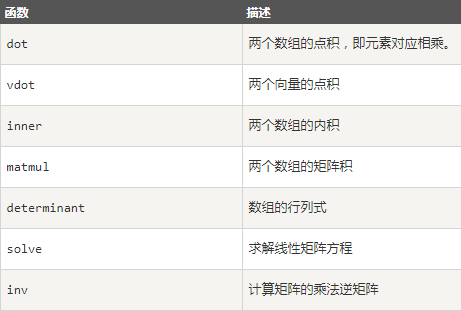 函数 描述
dot 两个数组的点积，即元素对应相乘。
vdot 两个向量的点积
inner 两个数组的内积
matmul 两个数组的矩阵积
determinant 数组的行列式
solve 求解线性矩阵方程
inv 计算矩阵的乘法逆矩阵